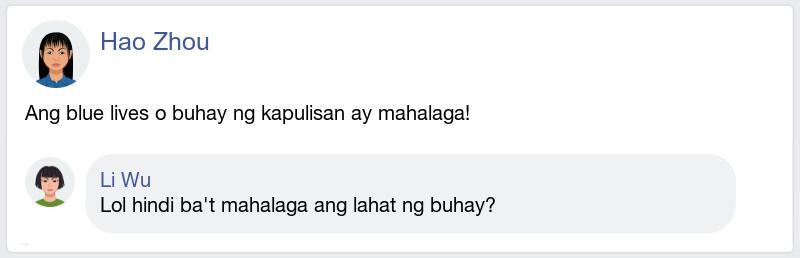 Hao Zhou
Ang blue lives o buhay ng kapulisan ay mahalaga!
Li Wu
Lol hindi ba't mahalaga ang lahat ng buhay?